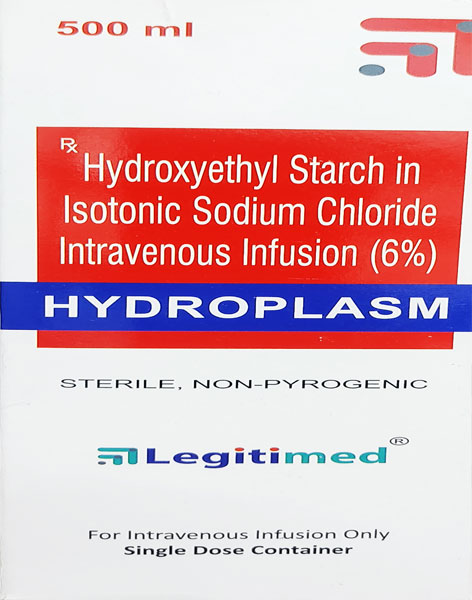 500 ml
Rx
Hydroxyethyl Starch in
Isotonic Sodium Chloride
Intravenous Infusion (6%)
HYDROPLASM
STERILE, NON-PYROGENIC
Legitimed®
For Intravenous Infusion Only
Single Dose Container